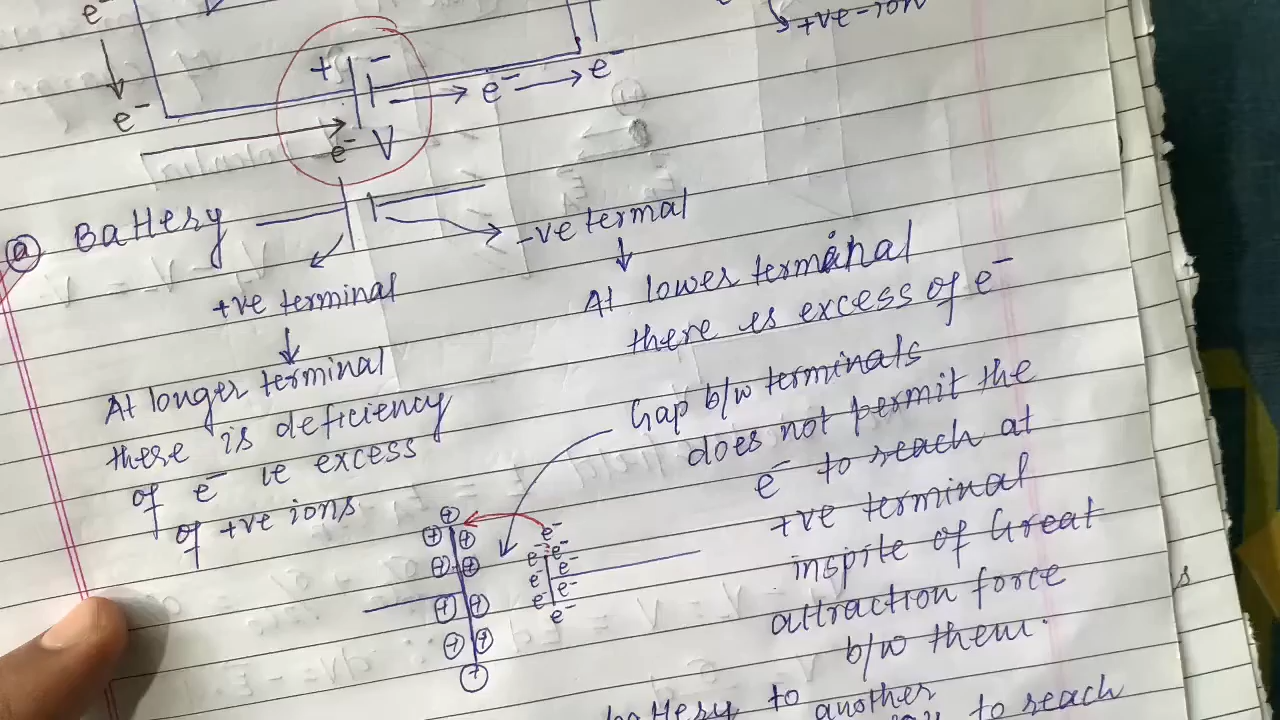 e⁻
+ve-ion
+ -
e⁻
e⁻ e⁻
e⁻ V
(a) Battery
-ve termal
+ve terminal
At lower terminal
there is excess of e⁻
At longer terminal
there is deficiency
of e⁻ ie excess
of +ve ions
Gap b/w terminals
does not permit the
e⁻ to reach at
+ve terminal
inspite of Great
attraction force
b/w them.
+ + + + + + + + + +
e⁻ e⁻ e⁻ e⁻ e⁻ e⁻ e⁻ e⁻
battery to another
to reach